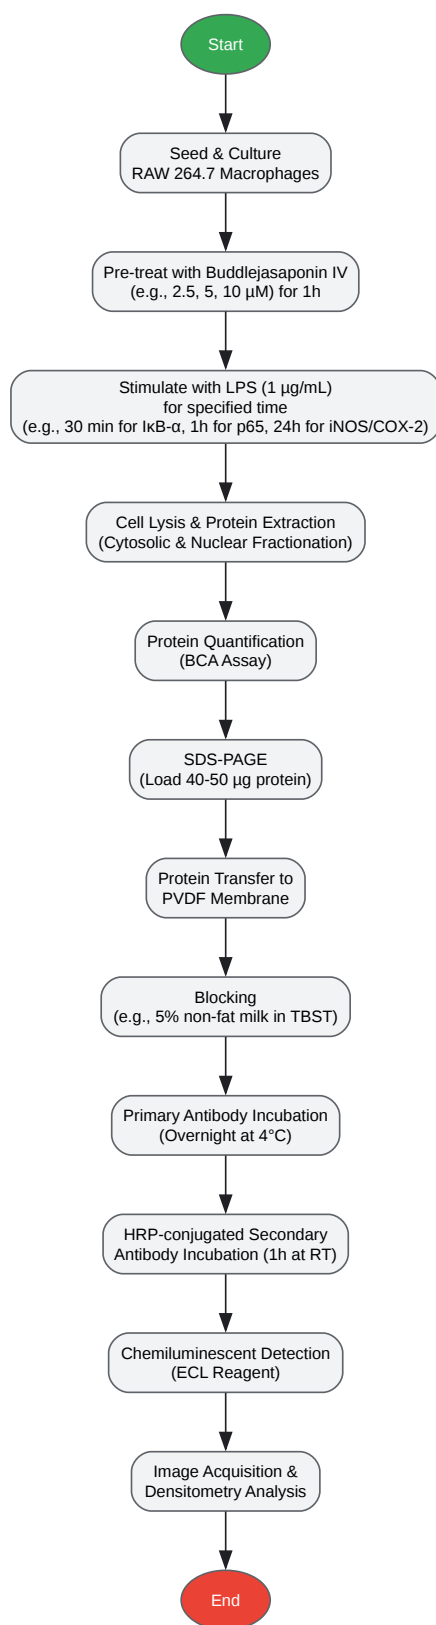 Start
Seed & Culture
RAW 264.7 Macrophages
Pre-treat with Buddlejasaponin IV
(e.g., 2.5, 5, 10 µM) for 1h
Stimulate with LPS (1 µg/mL)
for specified time
(e.g., 30 min for IκB-α, 1h for p65, 24h for iNOS/COX-2)
Cell Lysis & Protein Extraction
(Cytosolic & Nuclear Fractionation)
Protein Quantification
(BCA Assay)
SDS-PAGE
(Load 40-50 µg protein)
Protein Transfer to
PVDF Membrane
Blocking
(e.g., 5% non-fat milk in TBST)
Primary Antibody Incubation
(Overnight at 4°C)
HRP-conjugated Secondary
Antibody Incubation (1h at RT)
Chemiluminescent Detection
(ECL Reagent)
Image Acquisition &
Densitometry Analysis
End